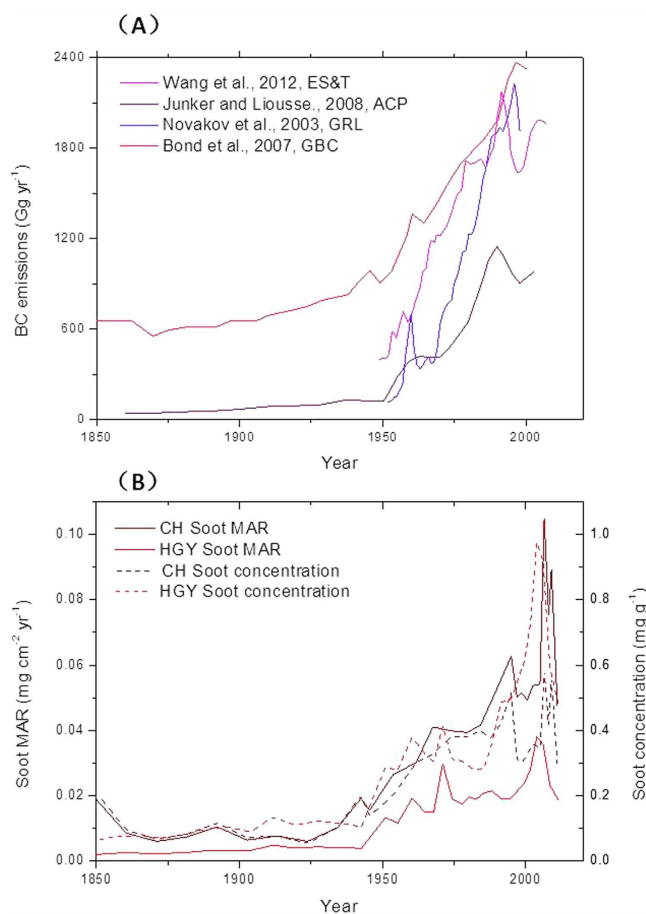 (A)
2400
1800
1200
600
0
BC emissions (Gg yr-1)
Wang et al., 2012, ES&T
Junker and Liousse., 2008, ACP
Novakov et al., 2003, GRL
Bond et al., 2007, GBC
1850 1900 1950 2000
Year
(B)
0.10
0.08
0.06
0.04
0.02
0.00
Soot MAR (mg cm-2 yr-1)
CH Soot MAR
HGY Soot MAR
CH Soot concentration
HGY Soot concentration
1.0
0.8
0.6
0.4
0.2
0.0
Soot concentration (mg g-1)
1850 1900 1950 2000
Year